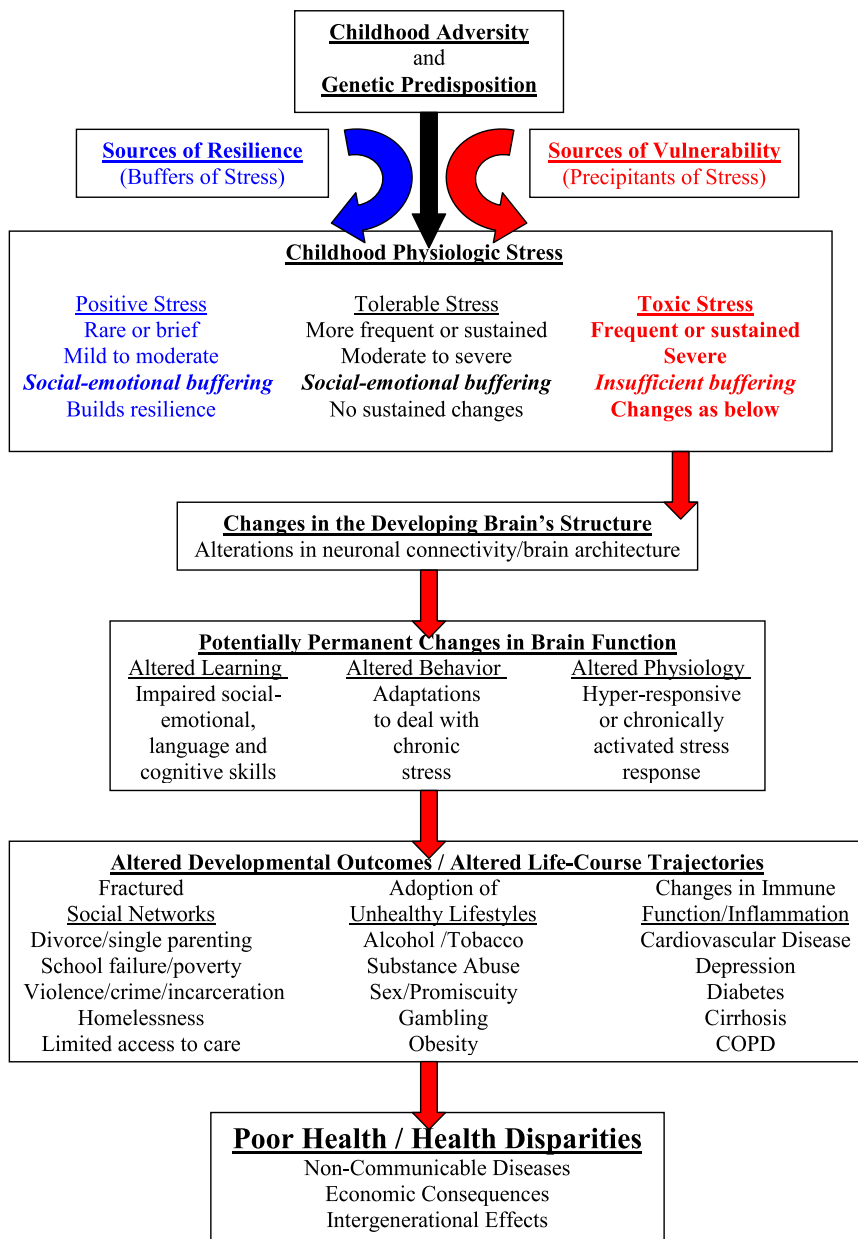 Childhood Adversity
and
Genetic Predisposition
Sources of Resilience
(Buffers of Stress)
Sources of Vulnerability
(Precipitants of Stress)
Childhood Physiologic Stress
Positive Stress
Rare or brief
Mild to moderate
Social-emotional buffering
Builds resilience
Tolerable Stress
More frequent or sustained
Moderate to severe
Social-emotional buffering
No sustained changes
Toxic Stress
Frequent or sustained
Severe
Insufficient buffering
Changes as below
Changes in the Developing Brain’s Structure
Alterations in neuronal connectivity/brain architecture
Potentially Permanent Changes in Brain Function
Altered Learning
Impaired social-
emotional,
language and
cognitive skills
Altered Behavior
Adaptations
to deal with
chronic
stress
Altered Physiology
Hyper-responsive
or chronically
activated stress
response
Altered Developmental Outcomes / Altered Life-Course Trajectories
Fractured
Social Networks
Divorce/single parenting
School failure/poverty
Violence/crime/incarceration
Homelessness
Limited access to care
Adoption of
Unhealthy Lifestyles
Alcohol /Tobacco
Substance Abuse
Sex/Promiscuity
Gambling
Obesity
Changes in Immune
Function/Inflammation
Cardiovascular Disease
Depression
Diabetes
Cirrhosis
COPD
Poor Health / Health Disparities
Non-Communicable Diseases
Economic Consequences
Intergenerational Effects